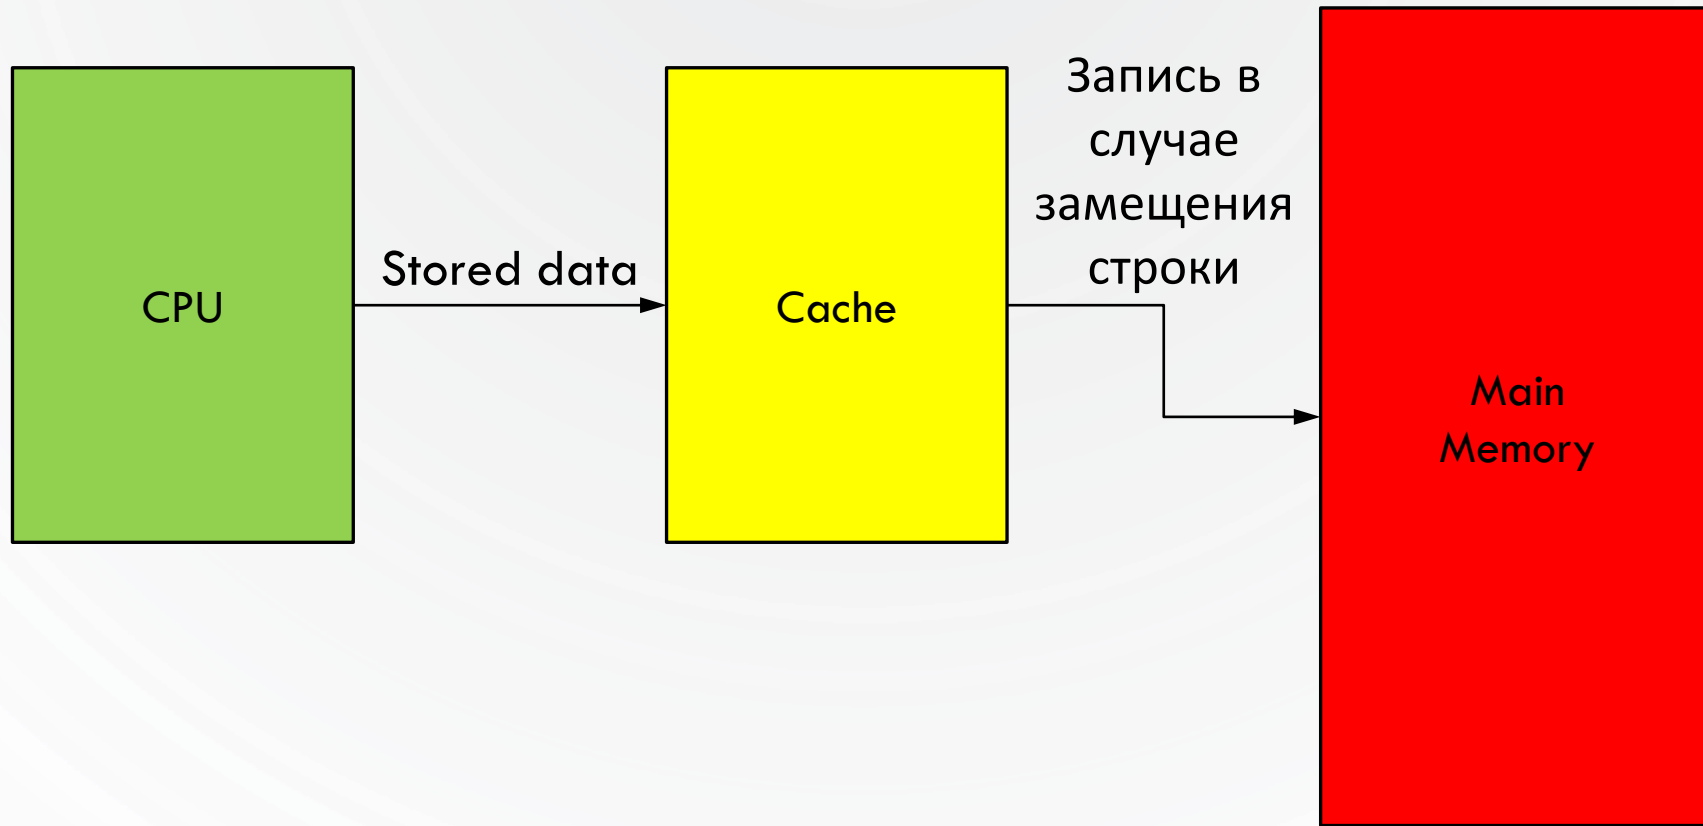 CPU
Stored data
Cache
Запись в
случае
замещения
строки
Main
Memory